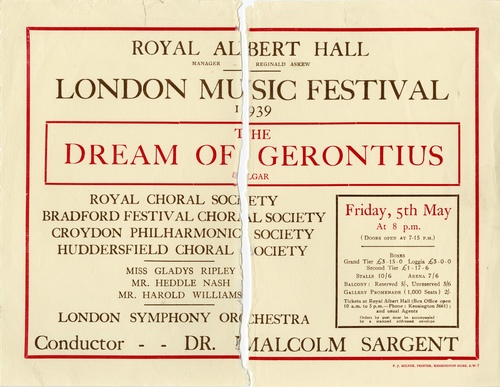 ROYAL ALBERT HALL
MANAGER REGINALD ASKEW
LONDON MUSIC FESTIVAL
1939
THE
DREAM OF GERONTIUS
ELGAR
ROYAL CHORAL SOCIETY
BRADFORD FESTIVAL CHORAL SOCIETY
CROYDON PHILHARMONIC SOCIETY
HUDDERSFIELD CHORAL SOCIETY
MISS GLADYS RIPLEY
MR. HEDDLE NASH
MR. HAROLD WILLIAMS
LONDON SYMPHONY ORCHESTRA
Conductor - - DR. MALCOLM SARGENT
Friday, 5th May
At 8 p.m.
(DOORS OPEN AT 7-15 P.M.)
BOXES
Grand Tier £3-15-0 Loggia £3-0-0
Second Tier £1-17-6
STALLS 10/6 ARENA 7/6
BALCONY: Reserved 5/-, Unreserved 3/6
GALLERY PROMENADE (1,000 Seats) 2/-
Tickets at Royal Albert Hall (Box Office open
10 a.m. to 5 p.m.—Phone: Kensington 3661)
and usual Agents
Orders by post must be accompanied
by a stamped addressed envelope